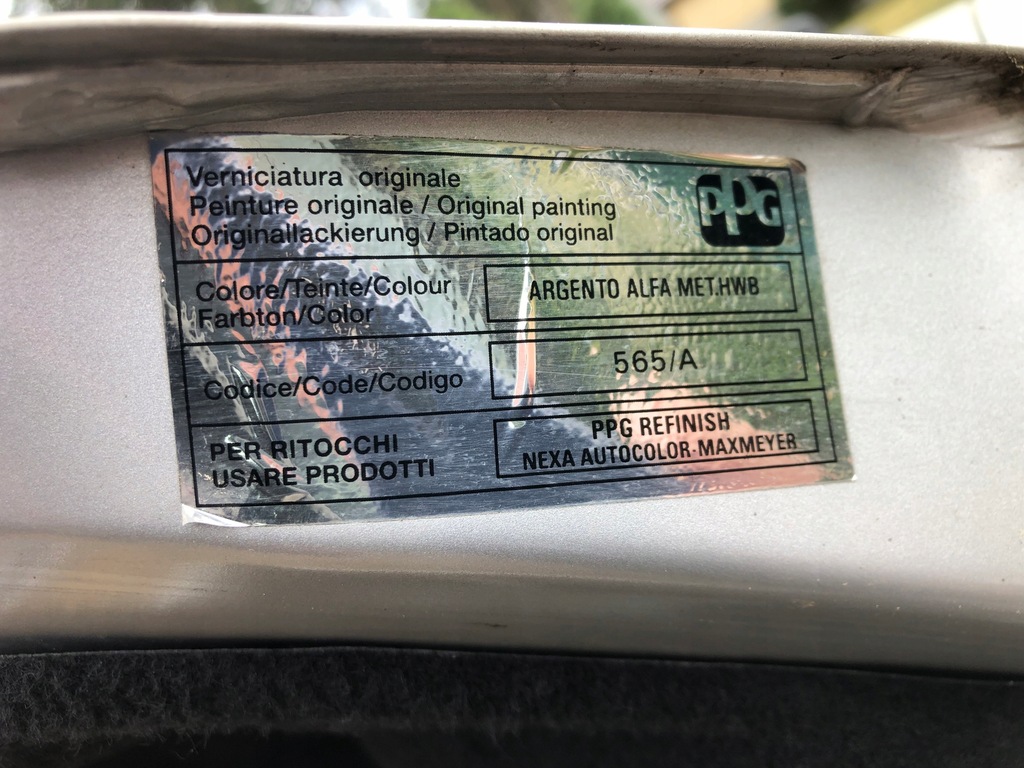 Verniciatura originale
Peinture originale / Original painting
Originallackierung / Pintado original
PPG
Colore/Teinte/Colour
Farbton/Color
ARGENTO ALFA MET.HWB
Codice/Code/Codigo
565/A
PER RITOCCHI
USARE PRODOTTI
PPG REFINISH
NEXA AUTOCOLOR-MAXMEYER